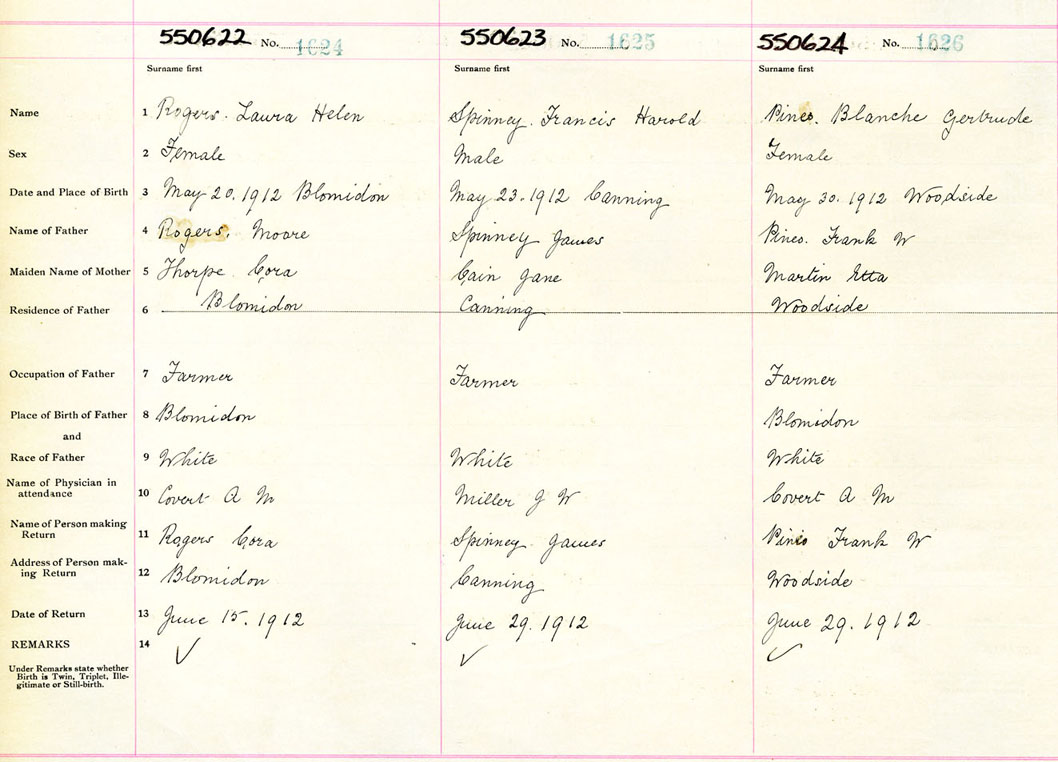 550622 No. 1624 550623 No. 1625 550624 No. 1626
Surname first Surname first Surname first
Name 1 Rogers. Laura Helen Spinney. Francis Harold Pineo. Blanche Gertrude
Sex 2 Female Male Female
Date and Place of Birth 3 May 20. 1912 Blomidon May 23. 1912 Canning May 30. 1912 Woodside
Name of Father 4 Rogers, Moore Spinney James Pineo. Frank W
Maiden Name of Mother 5 Thorpe Cora Cain Jane Martin Etta
Residence of Father 6 Blomidon Canning Woodside
Occupation of Father 7 Farmer Farmer Farmer
Place of Birth of Father 8 Blomidon Blomidon
and
Race of Father 9 White White White
Name of Physician in
attendance 10 Covert A M Miller J W Covert A M
Name of Person making
Return 11 Rogers Cora Spinney James Pineo Frank W
Address of Person mak-
ing Return 12 Blomidon Canning Woodside
Date of Return 13 June 15. 1912 June 29. 1912 June 29. 1912
REMARKS 14 ✓ ✓ ✓
Under Remarks state whether
Birth is Twin, Triplet, Ille-
gitimate or Still-birth.